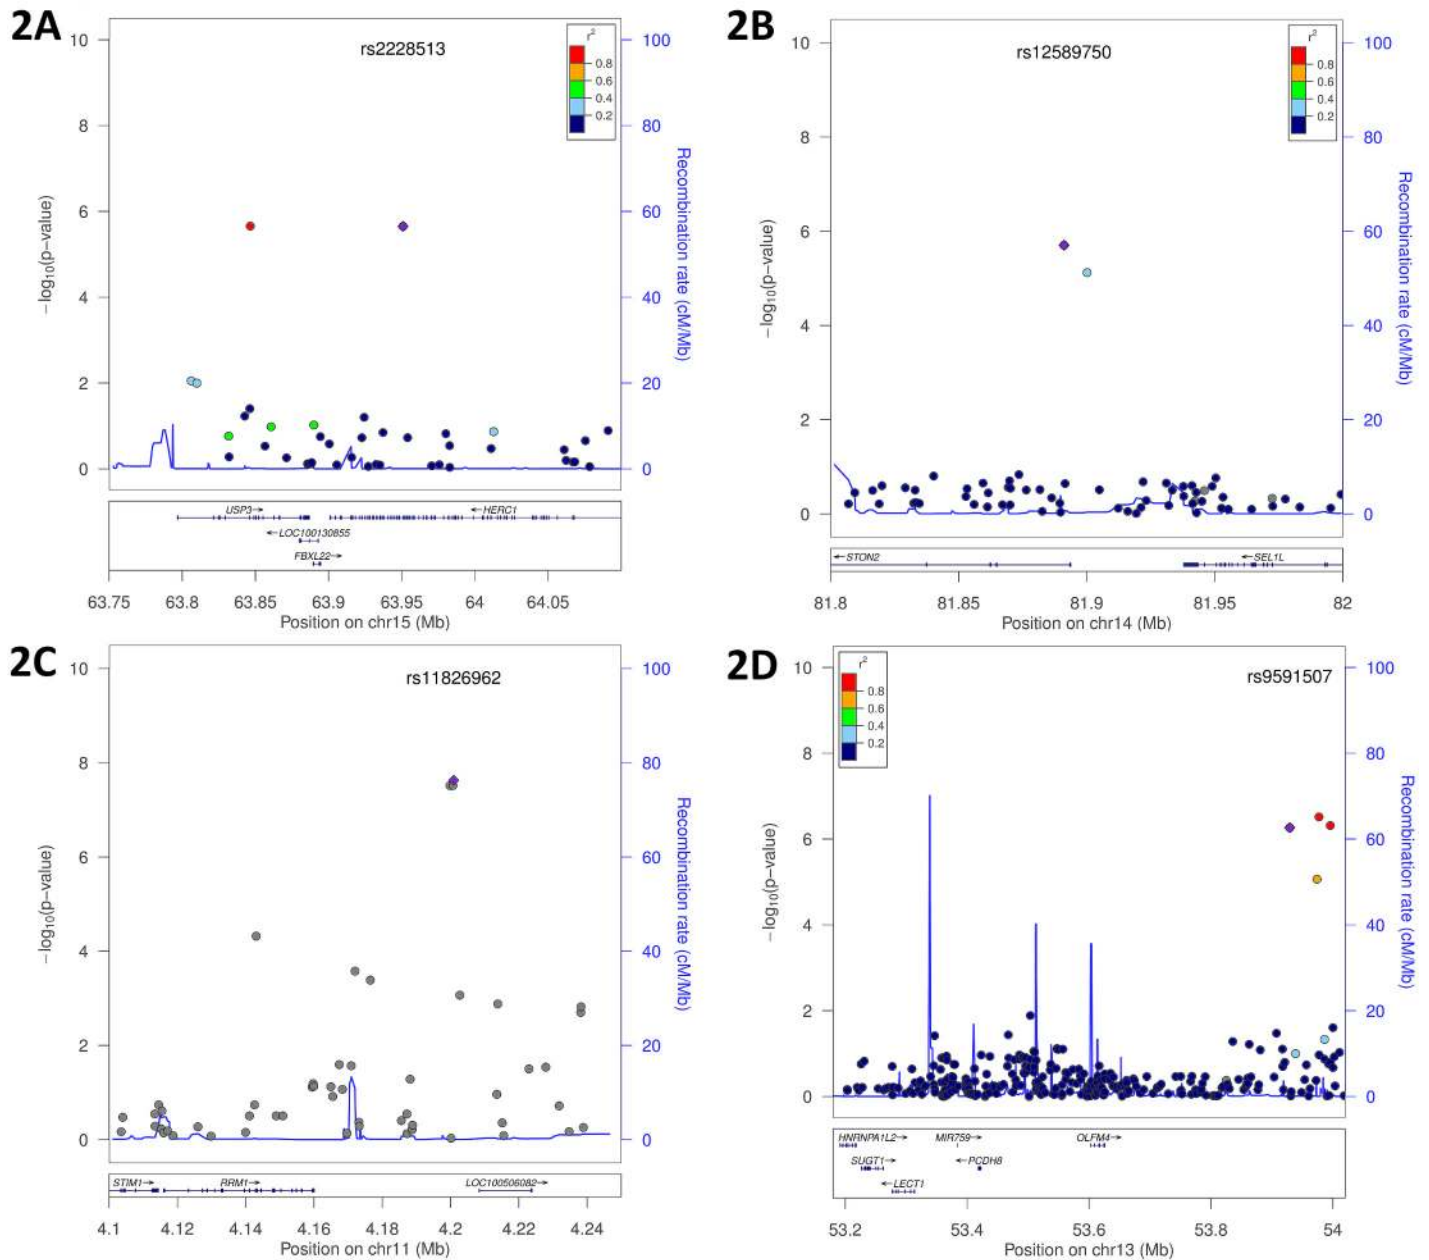 2A
rs2228513
r²
0.8
0.6
0.4
0.2
10
8
6
4
2
0
−log10(p−value)
100
80
60
40
20
0
Recombination rate (cM/Mb)
USP3→
←HERC1
←LOC100130855
FBXL22→
63.75 63.8 63.85 63.9 63.95 64 64.05
Position on chr15 (Mb)
2B
rs12589750
r²
0.8
0.6
0.4
0.2
10
8
6
4
2
0
−log10(p−value)
100
80
60
40
20
0
Recombination rate (cM/Mb)
←STON2
←SEL1L
81.8 81.85 81.9 81.95 82
Position on chr14 (Mb)
2C
rs11826962
10
8
6
4
2
0
−log10(p−value)
100
80
60
40
20
0
Recombination rate (cM/Mb)
STIM1→
RRM1→
LOC100506082→
4.1 4.12 4.14 4.16 4.18 4.2 4.22 4.24
Position on chr11 (Mb)
2D
rs9591507
r²
0.8
0.6
0.4
0.2
10
8
6
4
2
0
−log10(p−value)
100
80
60
40
20
0
Recombination rate (cM/Mb)
HNRNPA1L2→
MIR759→
OLFM4→
SUGT1→
←PCDH8
←LECT1
53.2 53.4 53.6 53.8 54
Position on chr13 (Mb)